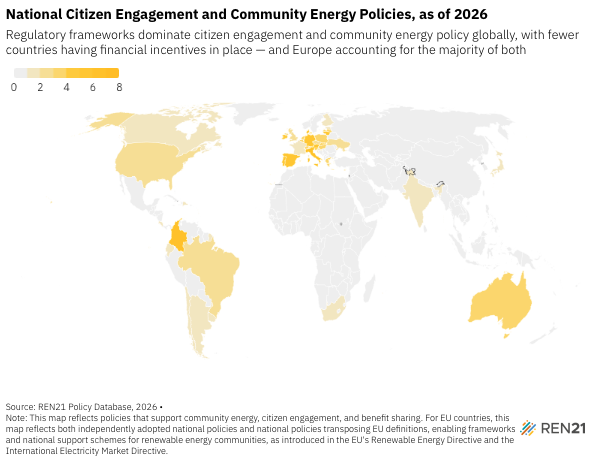 National Citizen Engagement and Community Energy Policies, as of 2026
Regulatory frameworks dominate citizen engagement and community energy policy globally, with fewer
countries having financial incentives in place — and Europe accounting for the majority of both
0 2 4 6 8
Source: REN21 Policy Database, 2026 •
Note: This map reflects policies that support community energy, citizen engagement, and benefit sharing. For EU countries, this
map reflects both independently adopted national policies and national policies transposing EU definitions, enabling frameworks
and national support schemes for renewable energy communities, as introduced in the EU's Renewable Energy Directive and the
International Electricity Market Directive.
REN21